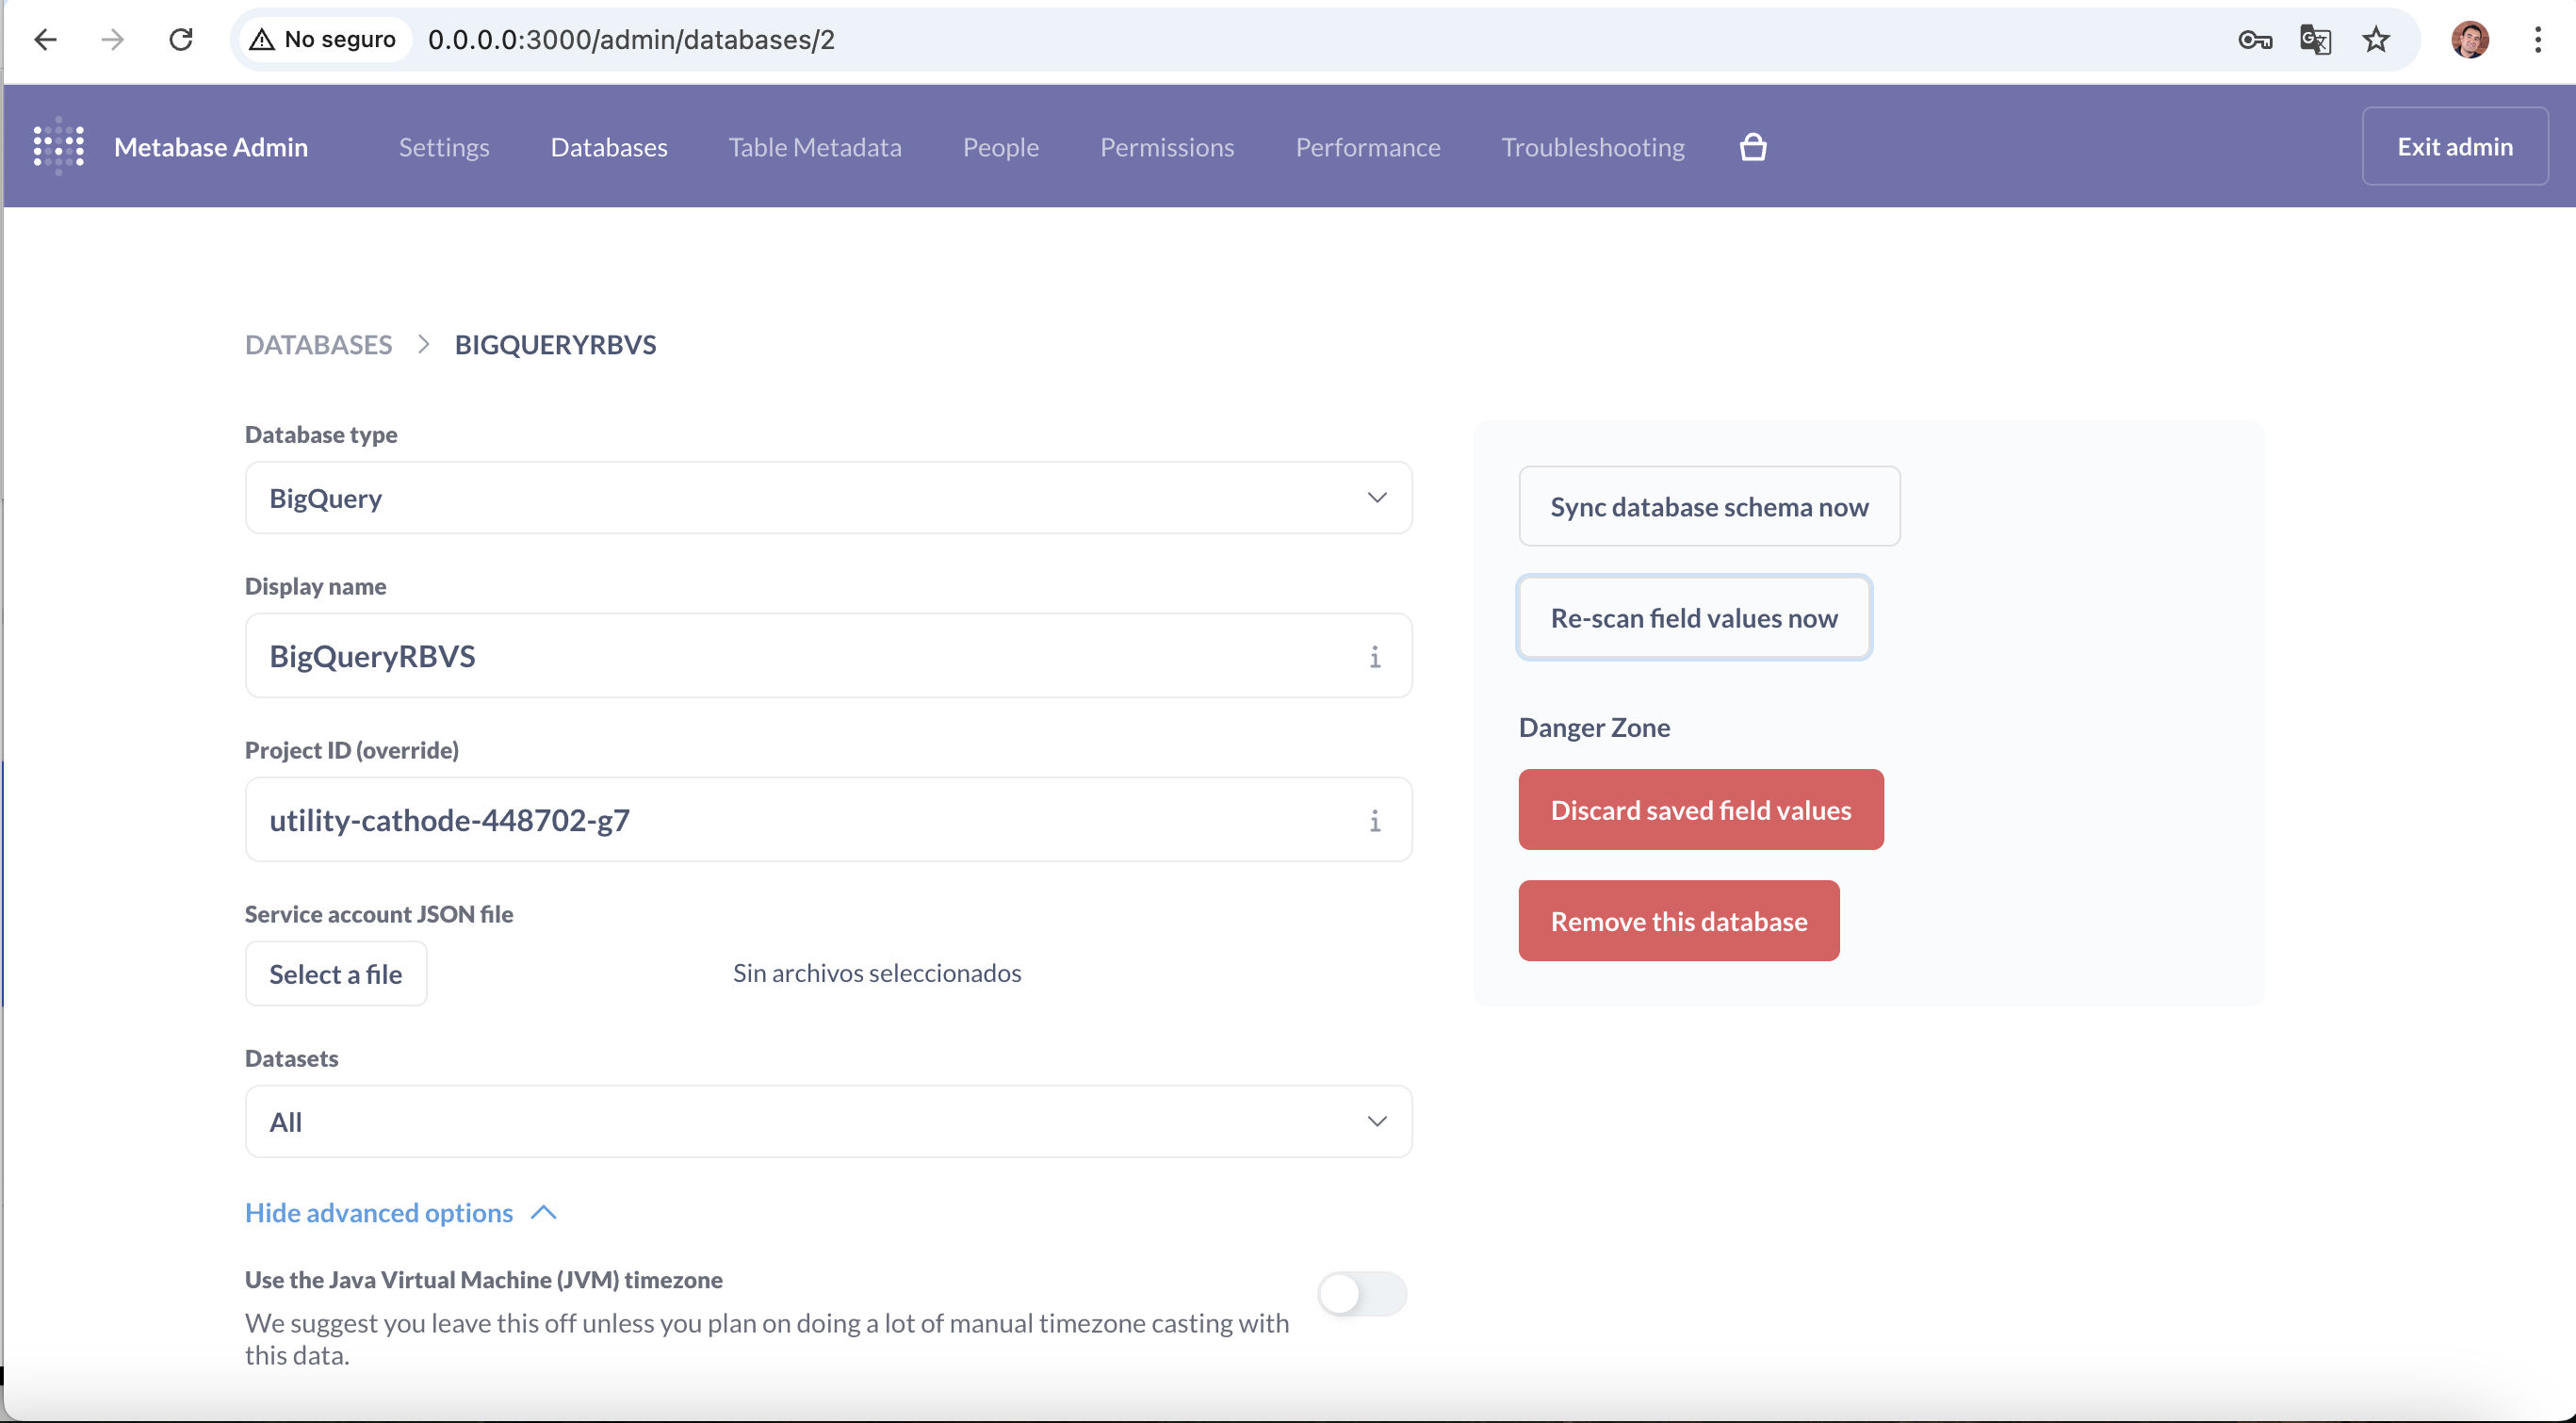 No seguro
0.0.0.0:3000/admin/databases/2
Metabase Admin
Settings
Databases
Table Metadata
People
Permissions
Performance
Troubleshooting
Exit admin
DATABASES > BIGQUERYRBVS
Database type
BigQuery
Display name
BigQueryRBVS
Project ID (override)
utility-cathode-448702-g7
Service account JSON file
Select a file
Sin archivos seleccionados
Datasets
All
Hide advanced options
Use the Java Virtual Machine (JVM) timezone
We suggest you leave this off unless you plan on doing a lot of manual timezone casting with
this data.
Sync database schema now
Re-scan field values now
Danger Zone
Discard saved field values
Remove this database